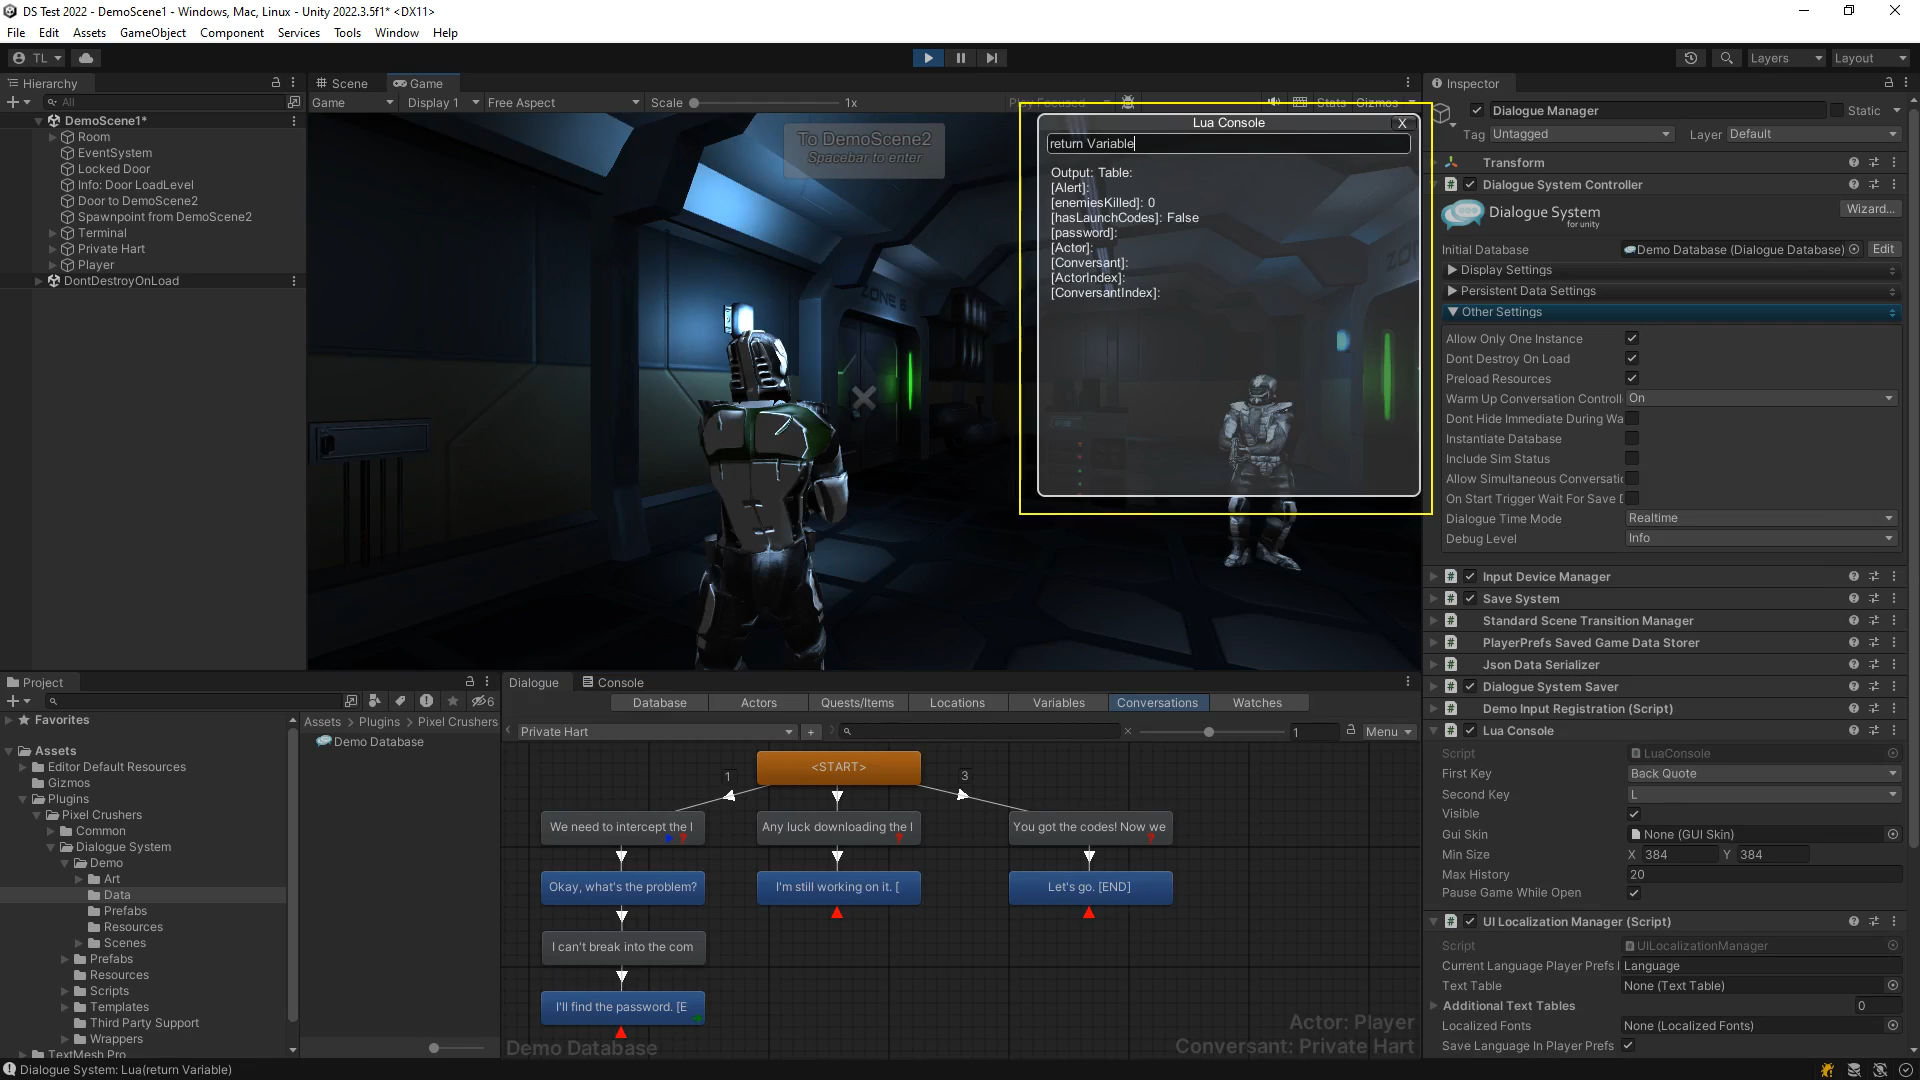 DS Test 2022 - DemoScene1 - Windows, Mac, Linux - Unity 2022.3.5f1* <DX11>
File Edit Assets GameObject Component Services Tools Window Help
TL
Layers
Layout
Hierarchy
All
DemoScene1*
Room
EventSystem
Locked Door
Info: Door LoadLevel
Door to DemoScene2
Spawnpoint from DemoScene2
Terminal
Private Hart
Player
DontDestroyOnLoad
Scene
Game
Game
Display 1
Free Aspect
Scale
1x
Play Focused
Stats
Gizmos
To DemoScene2
Spacebar to enter
ZONE 6
Lua Console
X
return Variable
Output: Table:
[Alert]:
[enemiesKilled]: 0
[hasLaunchCodes]: False
[password]:
[Actor]:
[Conversant]:
[ActorIndex]:
[ConversantIndex]:
Inspector
Dialogue Manager
Static
Tag Untagged
Layer Default
Transform
Dialogue System Controller
Dialogue System
for unity
Wizard...
Initial Database
Demo Database (Dialogue Database)
Edit
Display Settings
Persistent Data Settings
Other Settings
Allow Only One Instance
Dont Destroy On Load
Preload Resources
Warm Up Conversation Controll
On
Dont Hide Immediate During Wa
Instantiate Database
Include Sim Status
Allow Simultaneous Conversatic
On Start Trigger Wait For Save D
Dialogue Time Mode
Realtime
Debug Level
Info
Input Device Manager
Save System
Standard Scene Transition Manager
PlayerPrefs Saved Game Data Storer
Json Data Serializer
Dialogue System Saver
Demo Input Registration (Script)
Lua Console
Script
LuaConsole
First Key
Back Quote
Second Key
L
Visible
Gui Skin
None (GUI Skin)
Min Size
X 384
Y 384
Max History
20
Pause Game While Open
UI Localization Manager (Script)
Script
UILocalizationManager
Current Language Player Prefs
Language
Text Table
None (Text Table)
Additional Text Tables
0
Localized Fonts
None (Localized Fonts)
Save Language In Player Prefs
Project
6
Favorites
Assets
Editor Default Resources
Gizmos
Plugins
Pixel Crushers
Common
Dialogue System
Demo
Art
Data
Prefabs
Resources
Scenes
Prefabs
Resources
Scripts
Templates
Third Party Support
Wrappers
TextMesh Pro
Assets > Plugins > Pixel Crushers
Demo Database
Dialogue
Console
Database
Actors
Quests/Items
Locations
Variables
Conversations
Watches
Private Hart
+
1
Menu
<START>
1
3
We need to intercept the l
Any luck downloading the l
You got the codes! Now we
Okay, what's the problem?
I'm still working on it. [
Let's go. [END]
I can't break into the com
I'll find the password. [E
Actor: Player
Demo Database
Conversant: Private Hart
Dialogue System: Lua(return Variable)